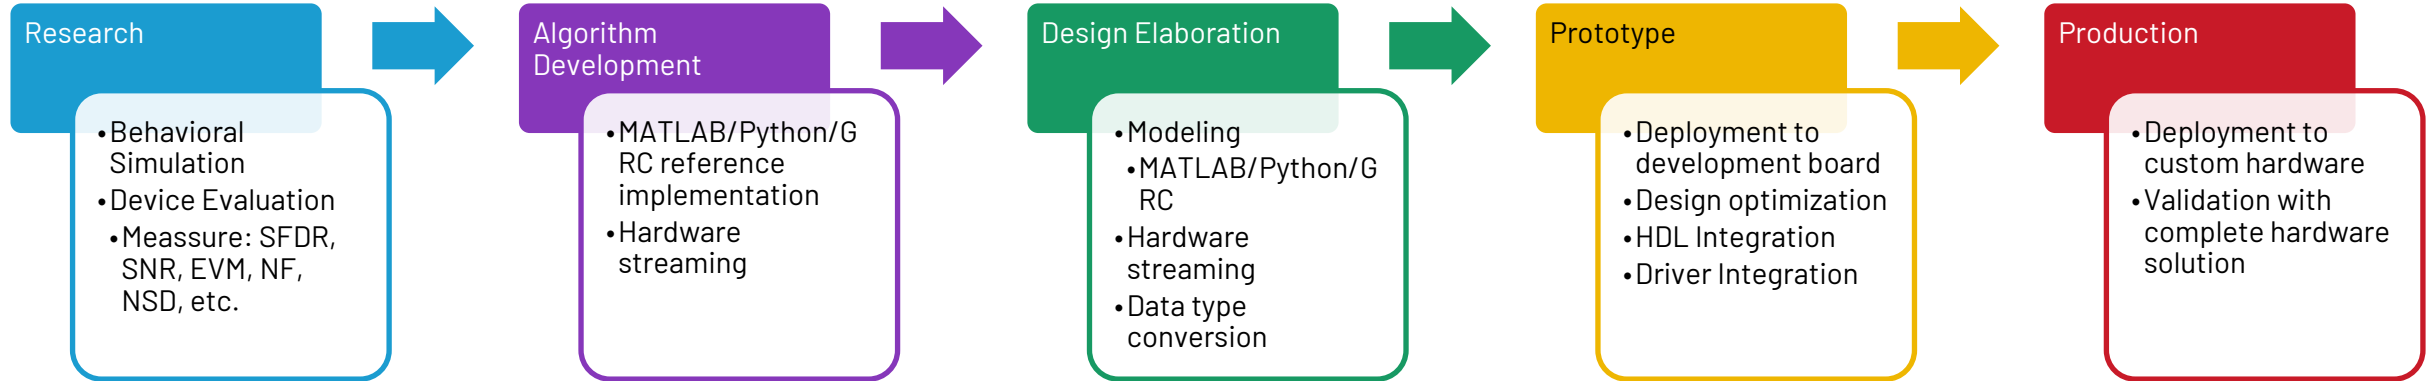 Research
• Behavioral
Simulation
• Device Evaluation
• Meassure: SFDR,
SNR, EVM, NF,
NSD, etc.
Algorithm
Development
• MATLAB/Python/G
RC reference
implementation
• Hardware
streaming
Design Elaboration
• Modeling
• MATLAB/Python/G
RC
• Hardware
streaming
• Data type
conversion
Prototype
• Deployment to
development board
• Design optimization
• HDL Integration
• Driver Integration
Production
• Deployment to
custom hardware
• Validation with
complete hardware
solution